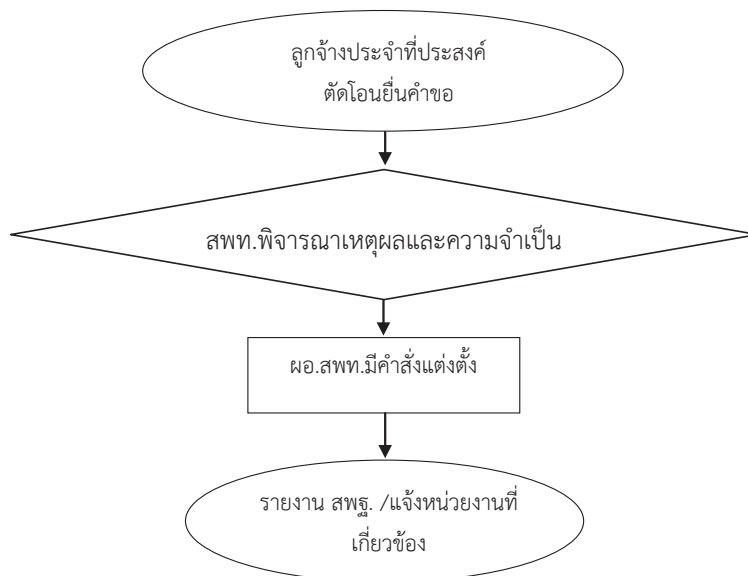 ลูกจ้างประจำที่ประสงค์
ตัดโอนยื่นคำขอ
สพท.พิจารณาเหตุผลและความจำเป็น
ผอ.สพท.มีคำสั่งแต่งตั้ง
รายงาน สพฐ. /แจ้งหน่วยงานที่
เกี่ยวข้อง